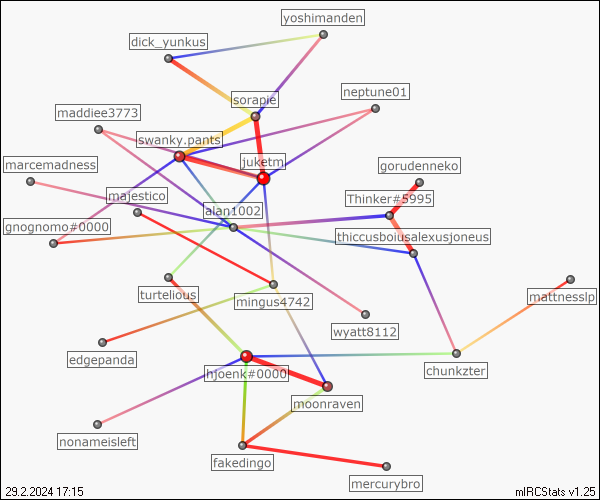 yoshimanden
dick_yunkus
neptune01
sorapie
maddiee3773
swanky.pants
juketm
marcemadness
gorudenneko
majestico
Thinker#5995
alan1002
gnognomo#0000
thiccusboiusalexusjoneus
turtelious
mingus4742
mattnesslp
wyatt8112
edgepanda
hjoenk#0000
chunkzter
moonraven
nonameisleft
fakedingo
mercurybro
29.2.2024 17:15
mIRCStats v1.25